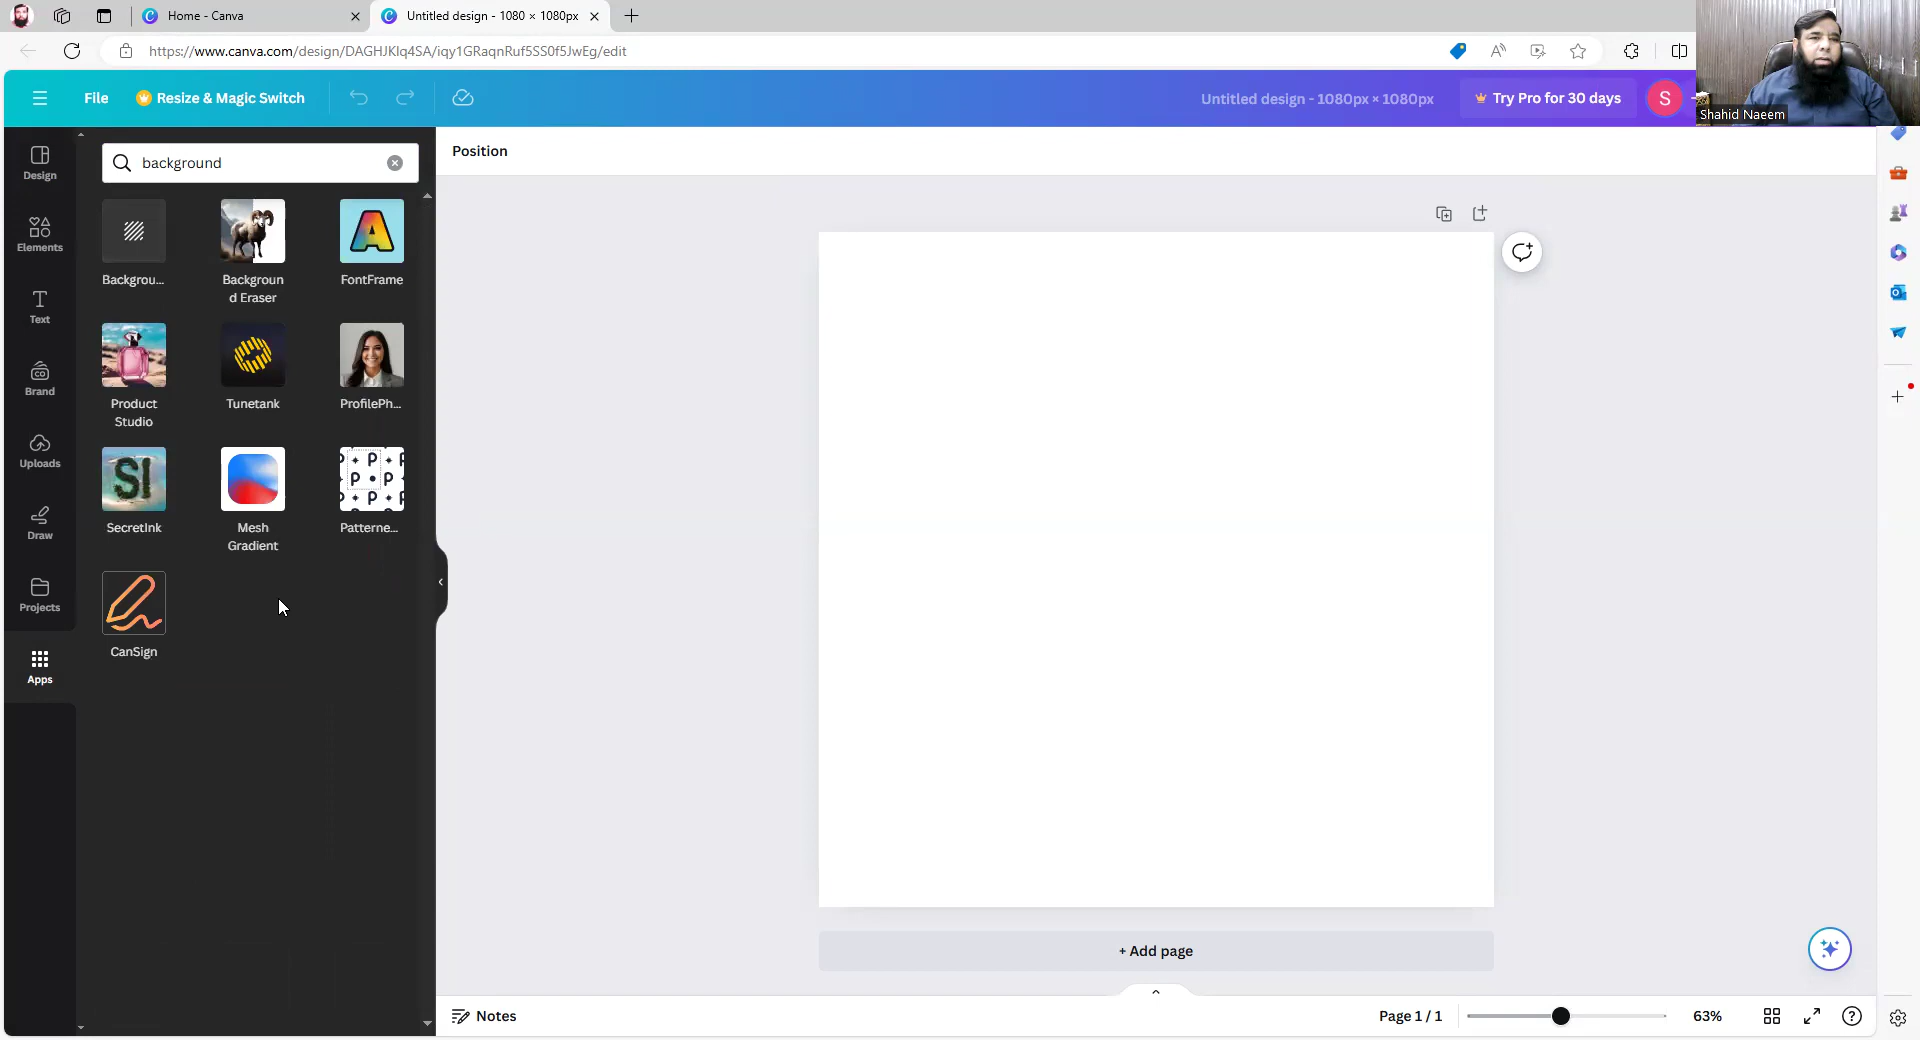 Home - Canva
Untitled design - 1080 × 1080px
https://www.canva.com/design/DAGHJKlq4SA/iqy1GRaqnRuf5SS0f5JwEg/edit
File
Resize & Magic Switch
Untitled design - 1080px × 1080px
Try Pro for 30 days
S
Shahid Naeem
Design
Elements
Text
Brand
Uploads
Draw
Projects
Apps
background
Backgrou...
Backgroun
d Eraser
A
FontFrame
Product
Studio
Tunetank
ProfilePh...
SI
SecretInk
Mesh
Gradient
Patterne...
CanSign
Position
+ Add page
Notes
Page 1 / 1
63%